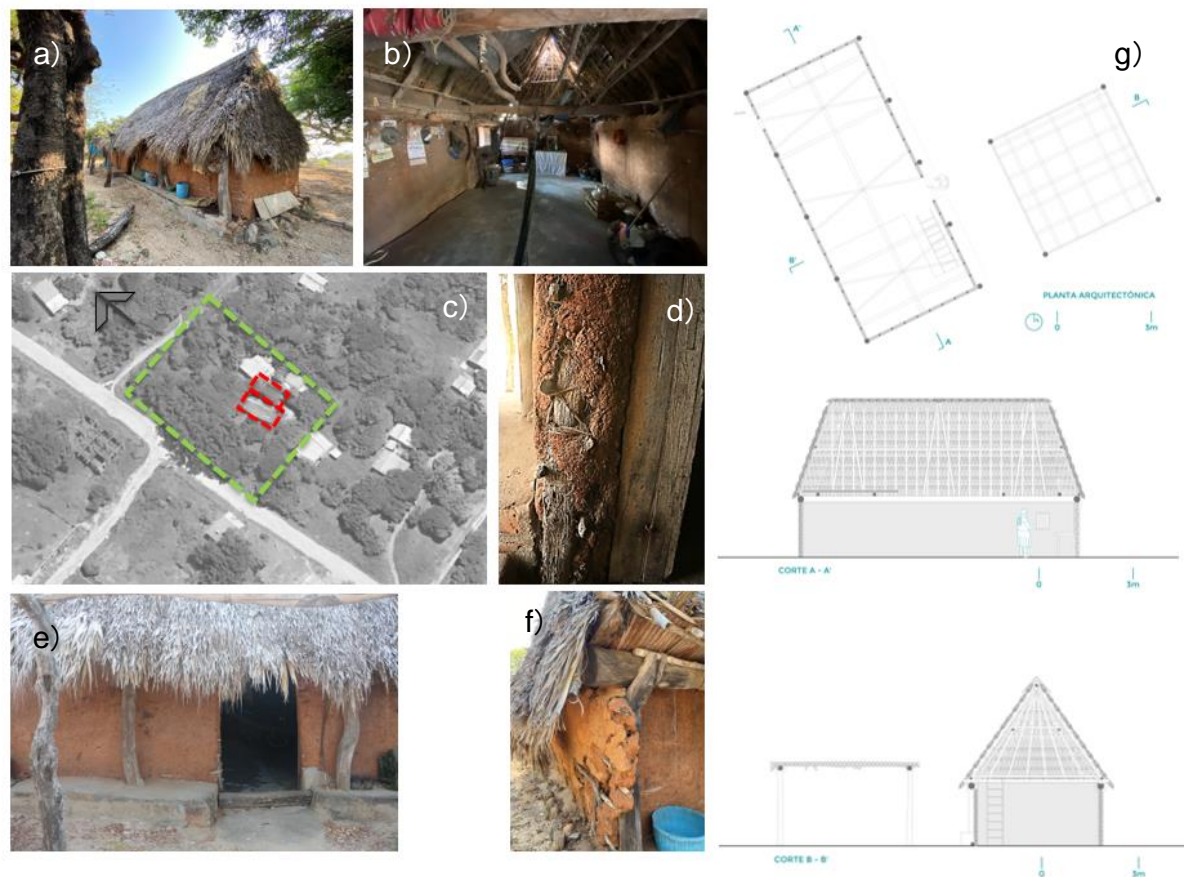 a)
b)
c)
d)
e)
f)
g)
A'
B
B'
A
PLANTA ARQUITECTÓNICA
0 3m
CORTE A - A'
0 3m
CORTE B - B'
0 3m